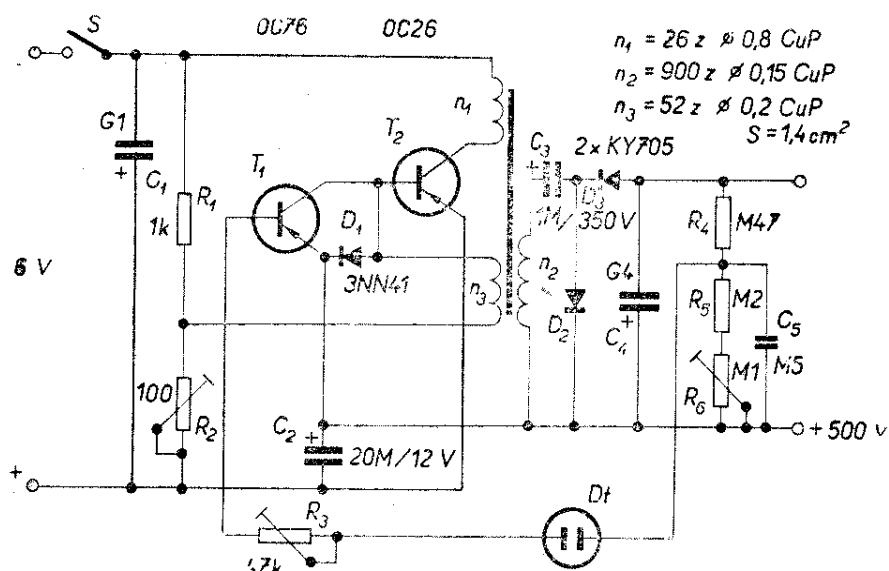 S
OC76
OC26
n₁ = 26 z ø 0,8 CuP
n₂ = 900 z ø 0,15 CuP
n₃ = 52 z ø 0,2 CuP
S = 1,4 cm²
G1
+
C₁
R₁
1k
6 V
T₁
T₂
n₁
D₁
3NN41
n₃
C₃
+
2×KY705
D₃
350 V
n₂
D₂
G4
+
C₄
R₄
M47
R₅
M2
C₅
M5
R₆
M1
+ 500 V
100
R₂
C₂
+
20M/12 V
+
R₃
47k
Dt